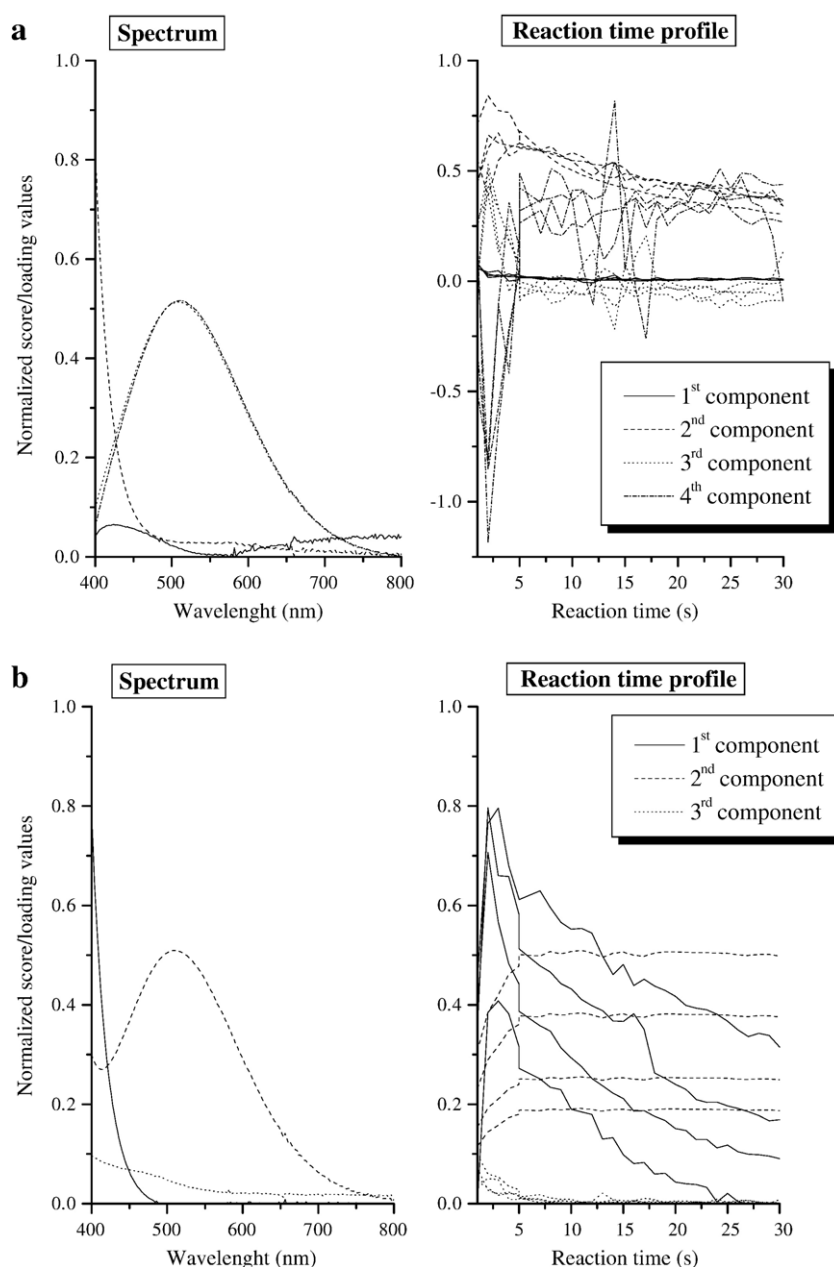 a
Spectrum
Reaction time profile
1.0
0.8
0.6
0.4
0.2
0.0
Normalized score/loading values
400 500 600 700 800
Wavelenght (nm)
1.0
0.5
0.0
-0.5
-1.0
5 10 15 20 25 30
Reaction time (s)
1st component
2nd component
3rd component
4th component
b
Spectrum
Reaction time profile
1.0
0.8
0.6
0.4
0.2
0.0
Normalized score/loading values
400 500 600 700 800
Wavelenght (nm)
1.0
0.8
0.6
0.4
0.2
0.0
5 10 15 20 25 30
Reaction time (s)
1st component
2nd component
3rd component